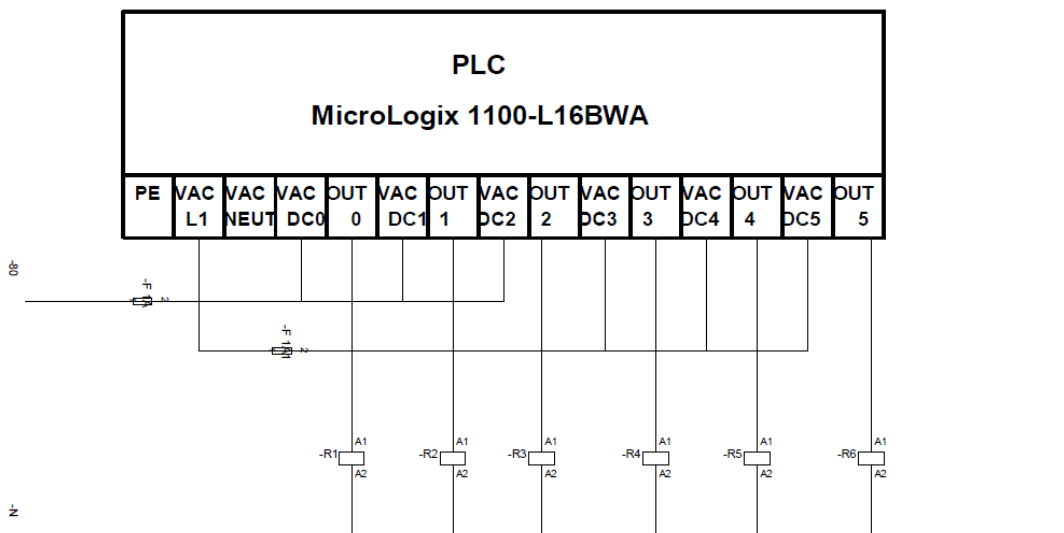 PLC
MicroLogix 1100-L16BWA
PE VAC VAC VAC OUT VAC OUT VAC OUT VAC OUT VAC OUT VAC OUT
L1 NEUT DC0 0 DC1 1 DC2 2 DC3 3 DC4 4 DC5 5
-80
-F 2
-F 2
A1 A1 A1 A1 A1 A1
-R1 -R2 -R3 -R4 -R5 -R6
A2 A2 A2 A2 A2 A2
-N